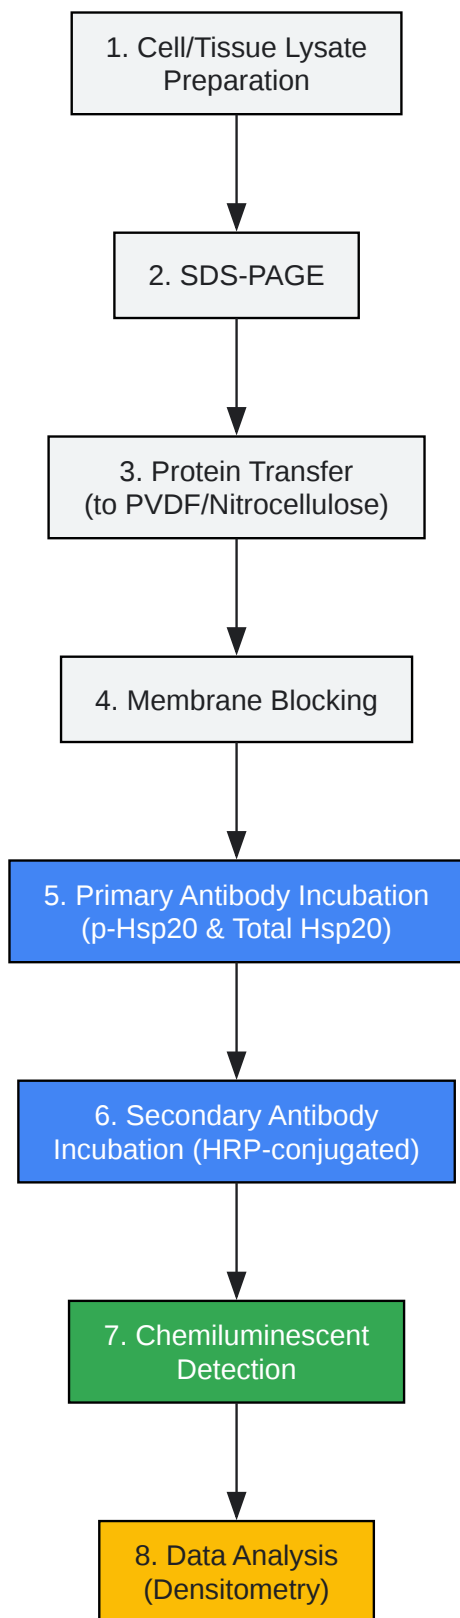 1. Cell/Tissue Lysate
Preparation
2. SDS-PAGE
3. Protein Transfer
(to PVDF/Nitrocellulose)
4. Membrane Blocking
5. Primary Antibody Incubation
(p-Hsp20 & Total Hsp20)
6. Secondary Antibody
Incubation (HRP-conjugated)
7. Chemiluminescent
Detection
8. Data Analysis
(Densitometry)